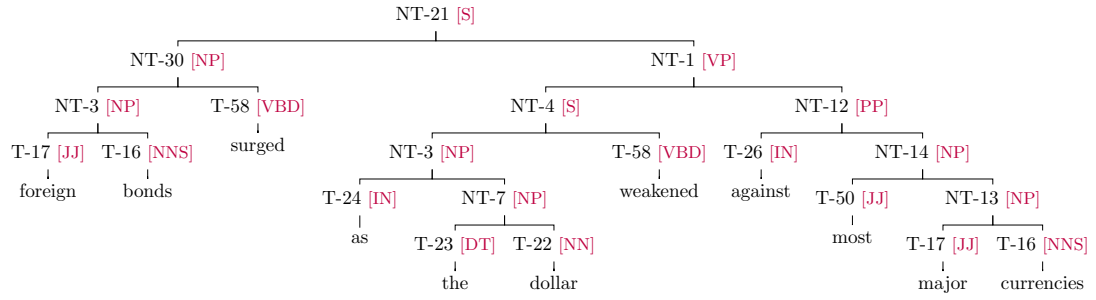 NT-21 [S]
NT-30 [NP] NT-1 [VP]
NT-3 [NP] T-58 [VBD] NT-4 [S] NT-12 [PP]
T-17 [JJ] T-16 [NNS] surged NT-3 [NP] T-58 [VBD] T-26 [IN] NT-14 [NP]
foreign bonds T-24 [IN] NT-7 [NP] weakened against T-50 [JJ] NT-13 [NP]
as T-23 [DT] T-22 [NN] most T-17 [JJ] T-16 [NNS]
the dollar major currencies